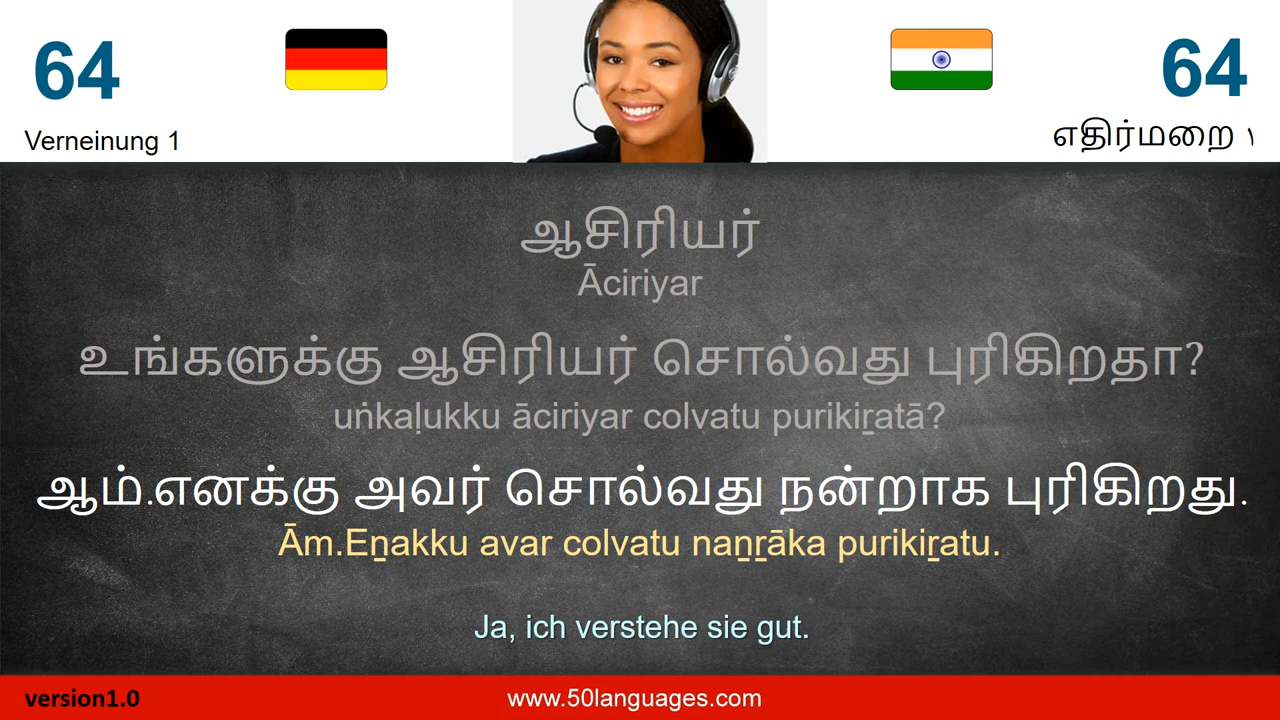 64
64
Verneinung 1
எதிர்மறை ١
ஆசிரியர்
Āciriyar
உங்களுக்கு ஆசிரியர் சொல்வது புரிகிறதா?
uṅkaḷukku āciriyar colvatu purikiṟatā?
ஆம்.எனக்கு அவர் சொல்வது நன்றாக புரிகிறது.
Ām.Eṉakku avar colvatu naṉṟāka purikiṟatu.
Ja, ich verstehe sie gut.
version1.0
www.50languages.com